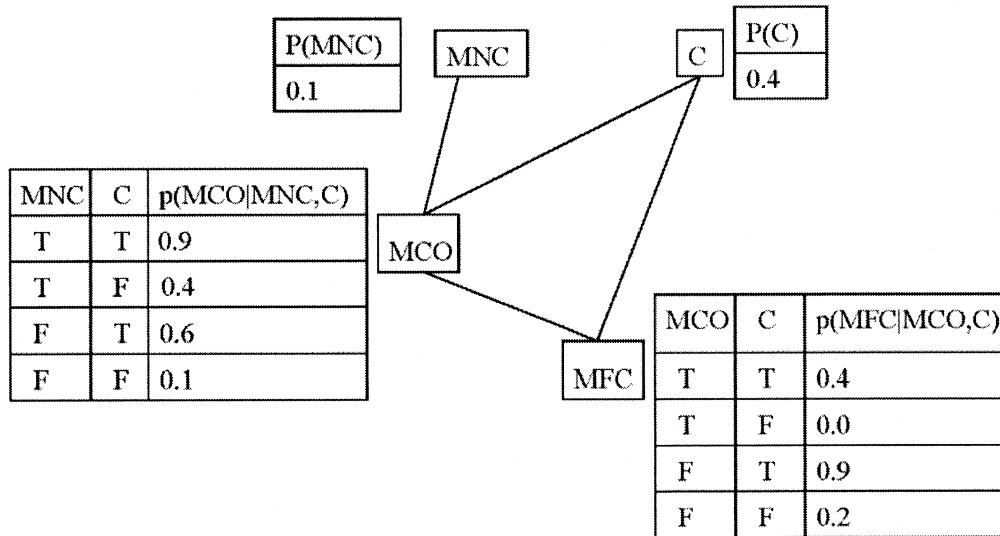 P(MNC)
0.1
MNC
C
P(C)
0.4
MNC C p(MCO|MNC,C)
T T 0.9
T F 0.4
F T 0.6
F F 0.1
MCO
MFC
MCO C p(MFC|MCO,C)
T T 0.4
T F 0.0
F T 0.9
F F 0.2